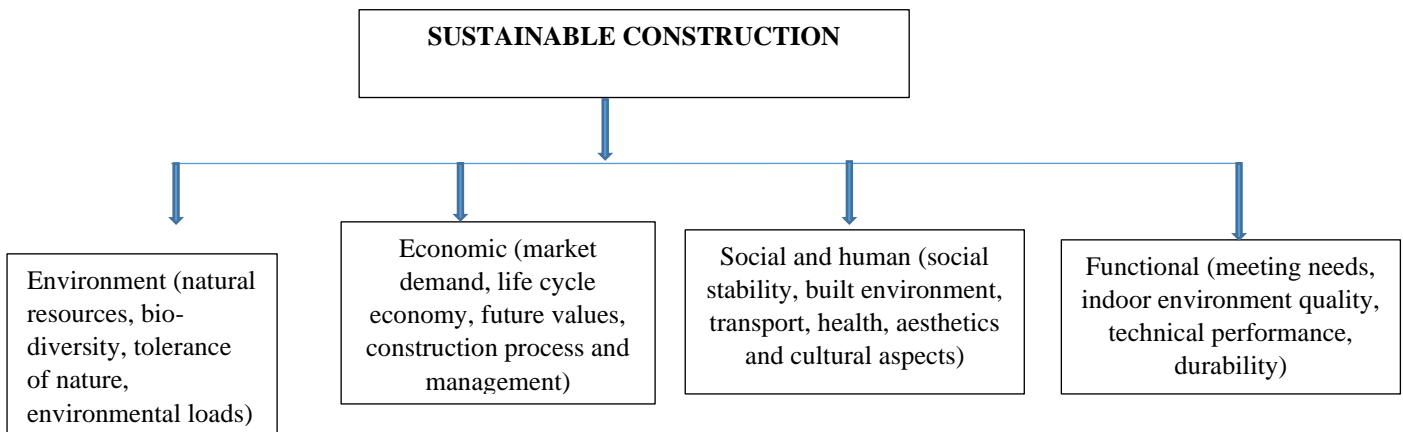 SUSTAINABLE CONSTRUCTION
Environment (natural
resources, bio-
diversity, tolerance
of nature,
environmental loads)
Economic (market
demand, life cycle
economy, future values,
construction process and
management)
Social and human (social
stability, built environment,
transport, health, aesthetics
and cultural aspects)
Functional (meeting needs,
indoor environment quality,
technical performance,
durability)